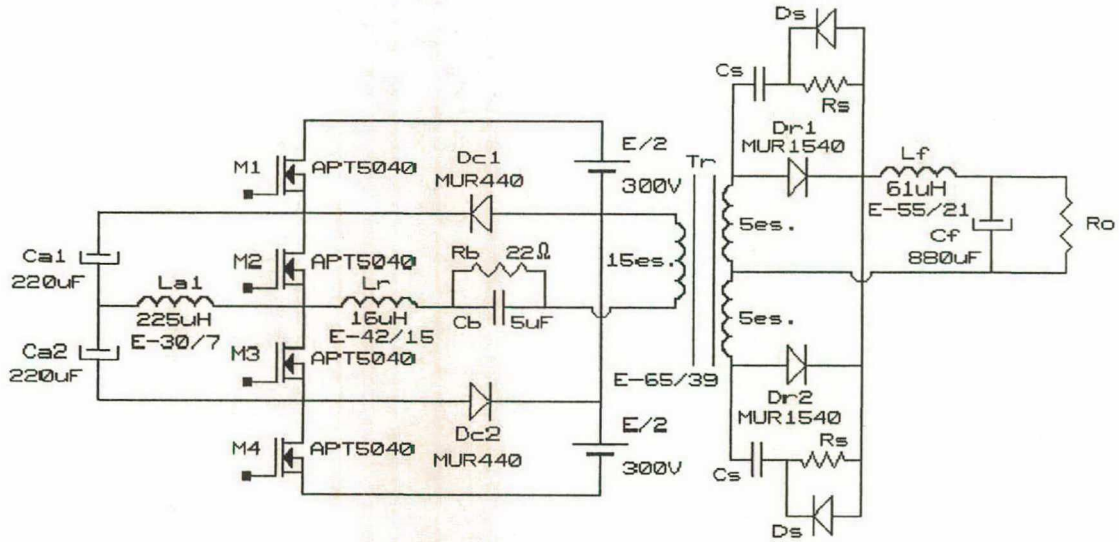 Ds
Cs
Rs
Dr1
MUR1540
E/2
300V
Tr
Lf
61uH
E-55/21
Cf
880uF
Ro
M1
APT5040
Dc1
MUR440
Ca1
220uF
M2
APT5040
Rb
22Ω
15es.
5es.
La1
225uH
E-30/7
Lr
16uH
E-42/15
Cb
5uF
5es.
Ca2
220uF
M3
APT5040
E-65/39
Dr2
MUR1540
Dc2
MUR440
E/2
300V
M4
APT5040
Rs
Cs
Ds